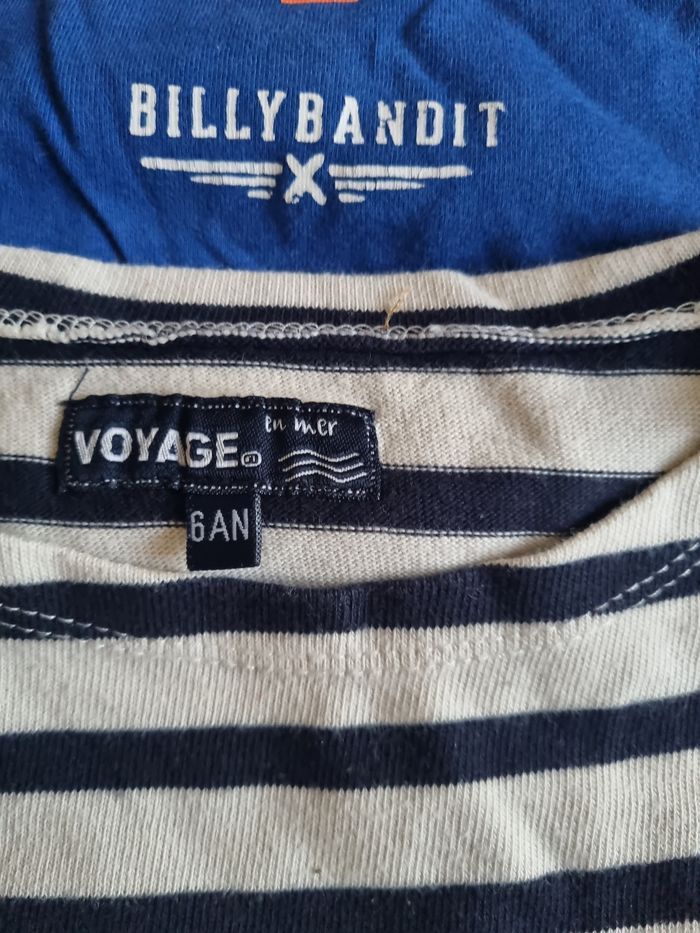 BILLYBANDIT
en mer
VOYAGE
6AN